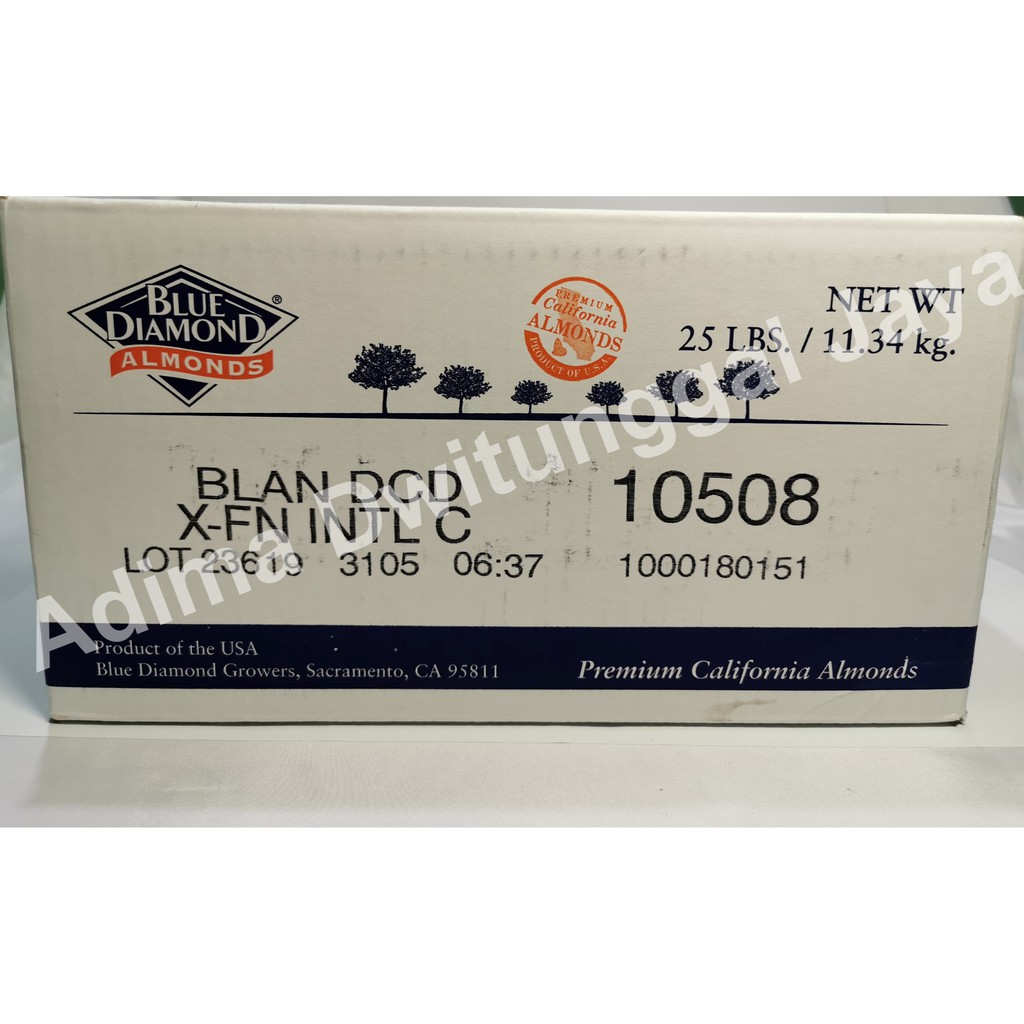 BLUE
DIAMOND®
ALMONDS
PREMIUM
California
ALMONDS
PRODUCT OF U.S.A.
NET WT
25 LBS. / 11.34 kg.
BLAN DCD
X-FN INTL C
10508
LOT 23619 3105 06:37
1000180151
Product of the USA
Blue Diamond Growers, Sacramento, CA 95811
Premium California Almonds
Adima Dwitunggal Jaya